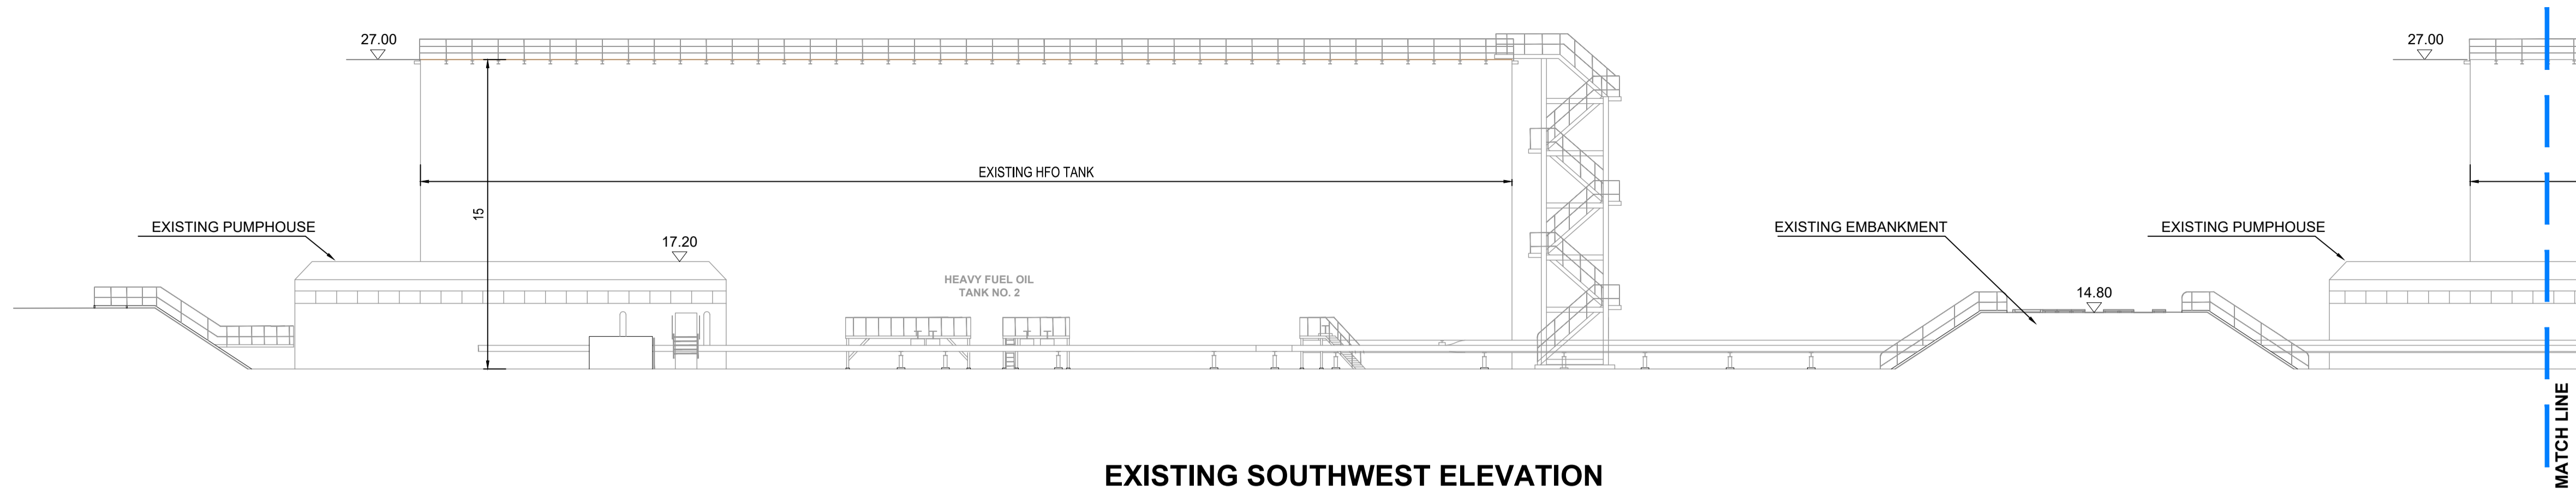 27.00
27.00
EXISTING HFO TANK
15
EXISTING PUMPHOUSE
EXISTING EMBANKMENT
EXISTING PUMPHOUSE
17.20
HEAVY FUEL OIL
TANK NO. 2
14.80
MATCH LINE
EXISTING SOUTHWEST ELEVATION